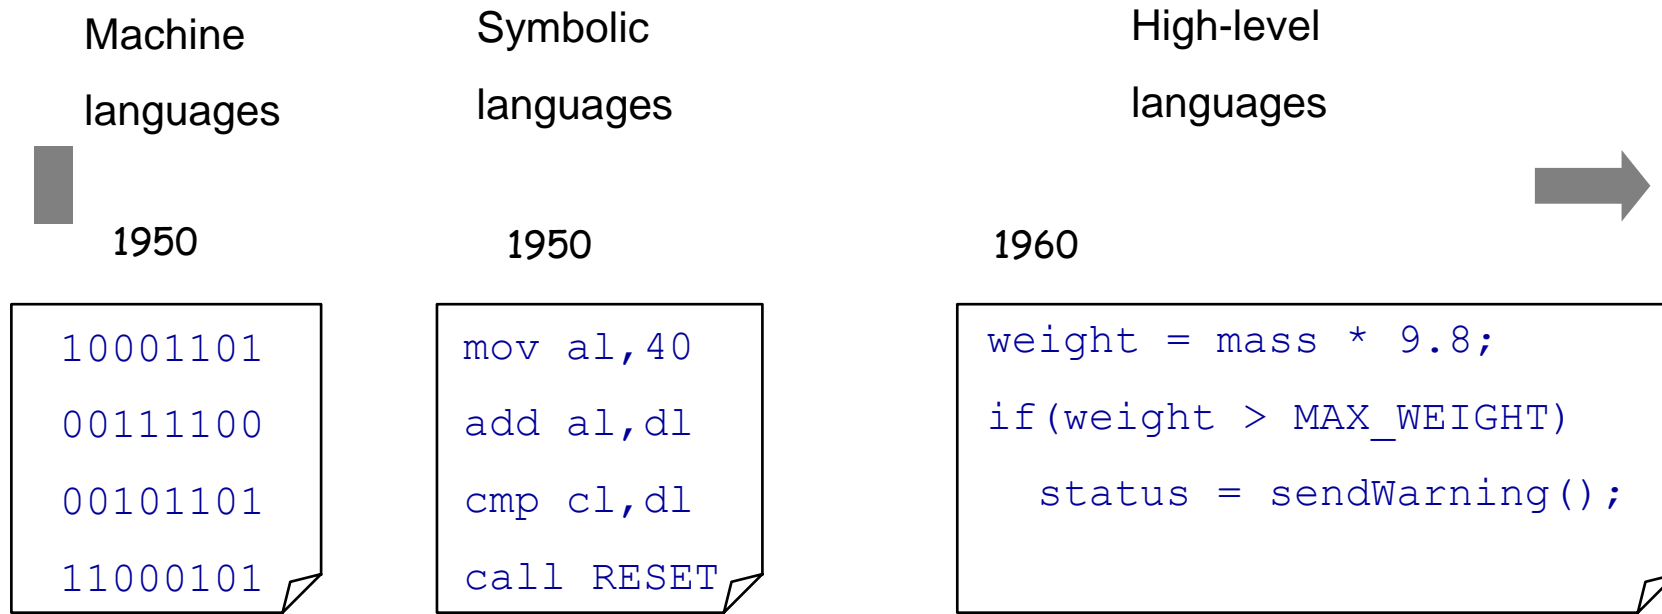 Machine
languages
Symbolic
languages
High-level
languages
1950
1950
1960
10001101
00111100
00101101
11000101
mov al,40
add al,dl
cmp cl,dl
call RESET
weight = mass * 9.8;
if(weight > MAX_WEIGHT)
  status = sendWarning();